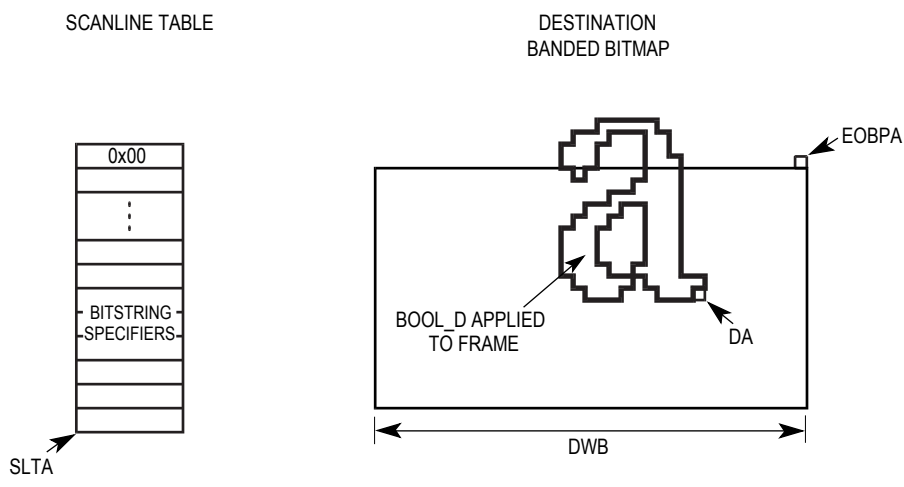 SCANLINE TABLE
DESTINATION
BANDED BITMAP
0x00
EOBPA
BITSTRING
SPECIFIERS
BOOL_D APPLIED
TO FRAME
DA
DWB
SLTA